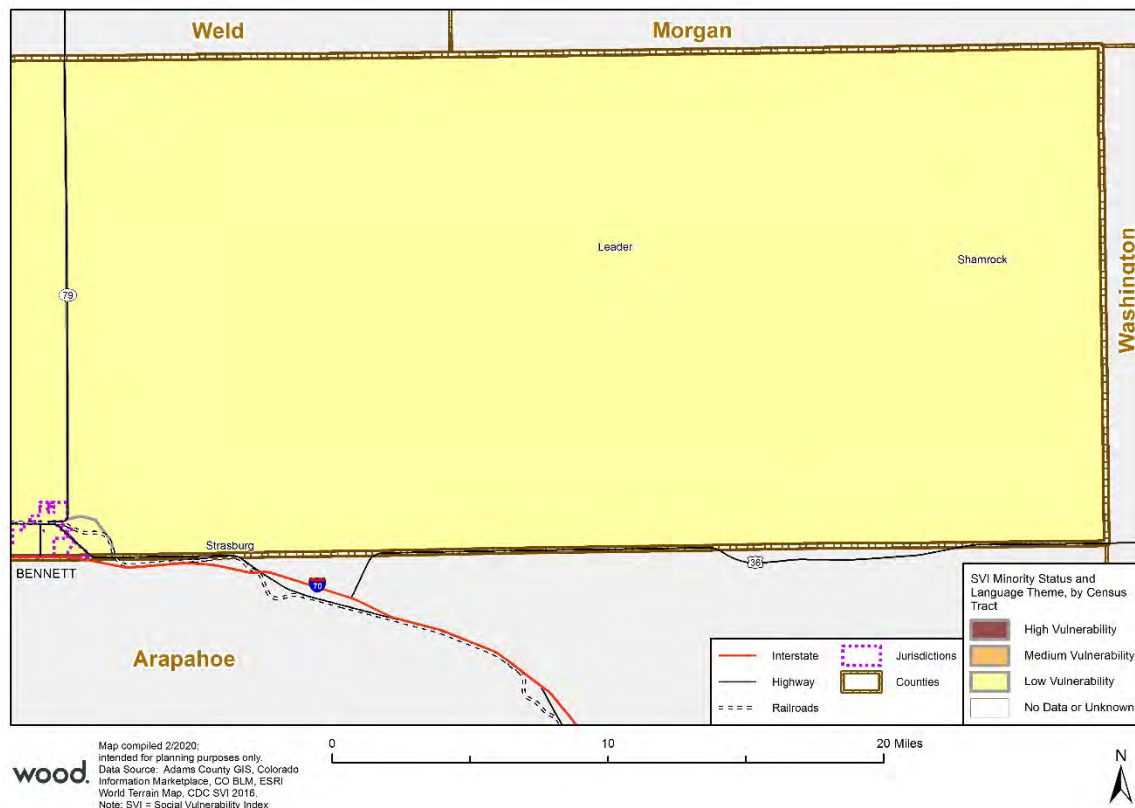 Weld
Morgan
Washington
Leader
Shamrock
79
Strasburg
36
BENNETT
70
Arapahoe
SVI Minority Status and
Language Theme, by Census
Tract
High Vulnerability
Medium Vulnerability
Low Vulnerability
No Data or Unknown
Interstate
Highway
Railroads
Jurisdictions
Counties
wood.
Map compiled 2/2020;
intended for planning purposes only.
Data Source: Adams County GIS, Colorado
Information Marketplace, CO BLM, ESRI
World Terrain Map, CDC SVI 2016.
Note: SVI = Social Vulnerability Index
0
10
20 Miles
N